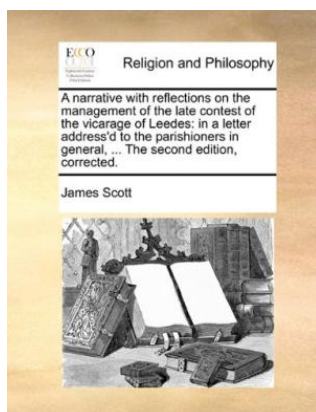 ECCO
Religion and Philosophy
A narrative with reflections on the
management of the late contest of
the vicarage of Leedes: in a letter
address'd to the parishioners in
general, ... The second edition,
corrected.
James Scott